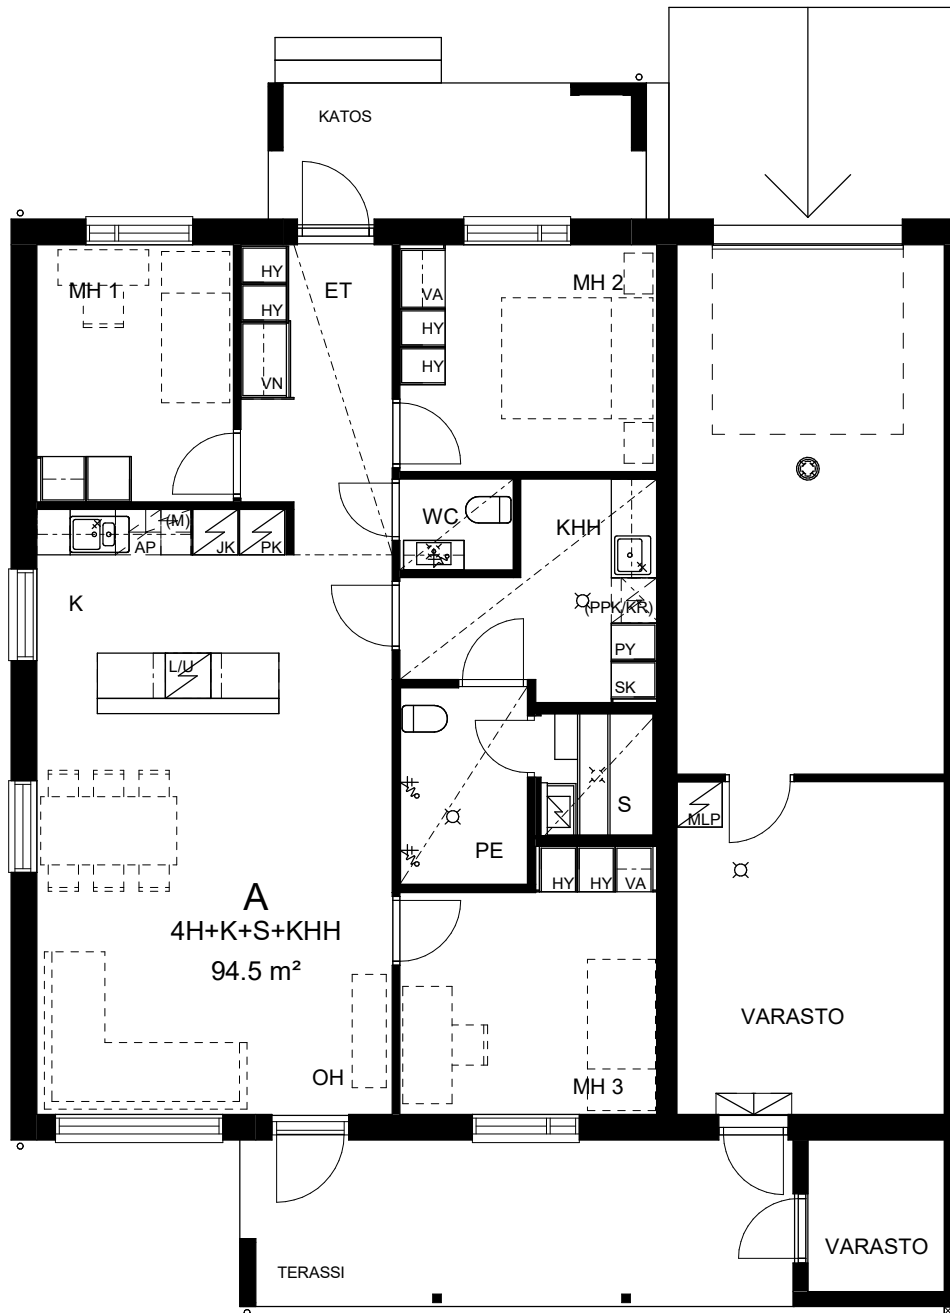 KATOS
MH 1
HY
ET
VA
MH 2
HY
HY
VN
HY
HY
(M)
AP
JK
PK
WC
KHH
K
(PPK/KR)
L/U
PY
SK
S
MLP
PE
HY
HY
VA
A
4H+K+S+KHH
94.5 m²
VARASTO
OH
MH 3
VARASTO
TERASSI